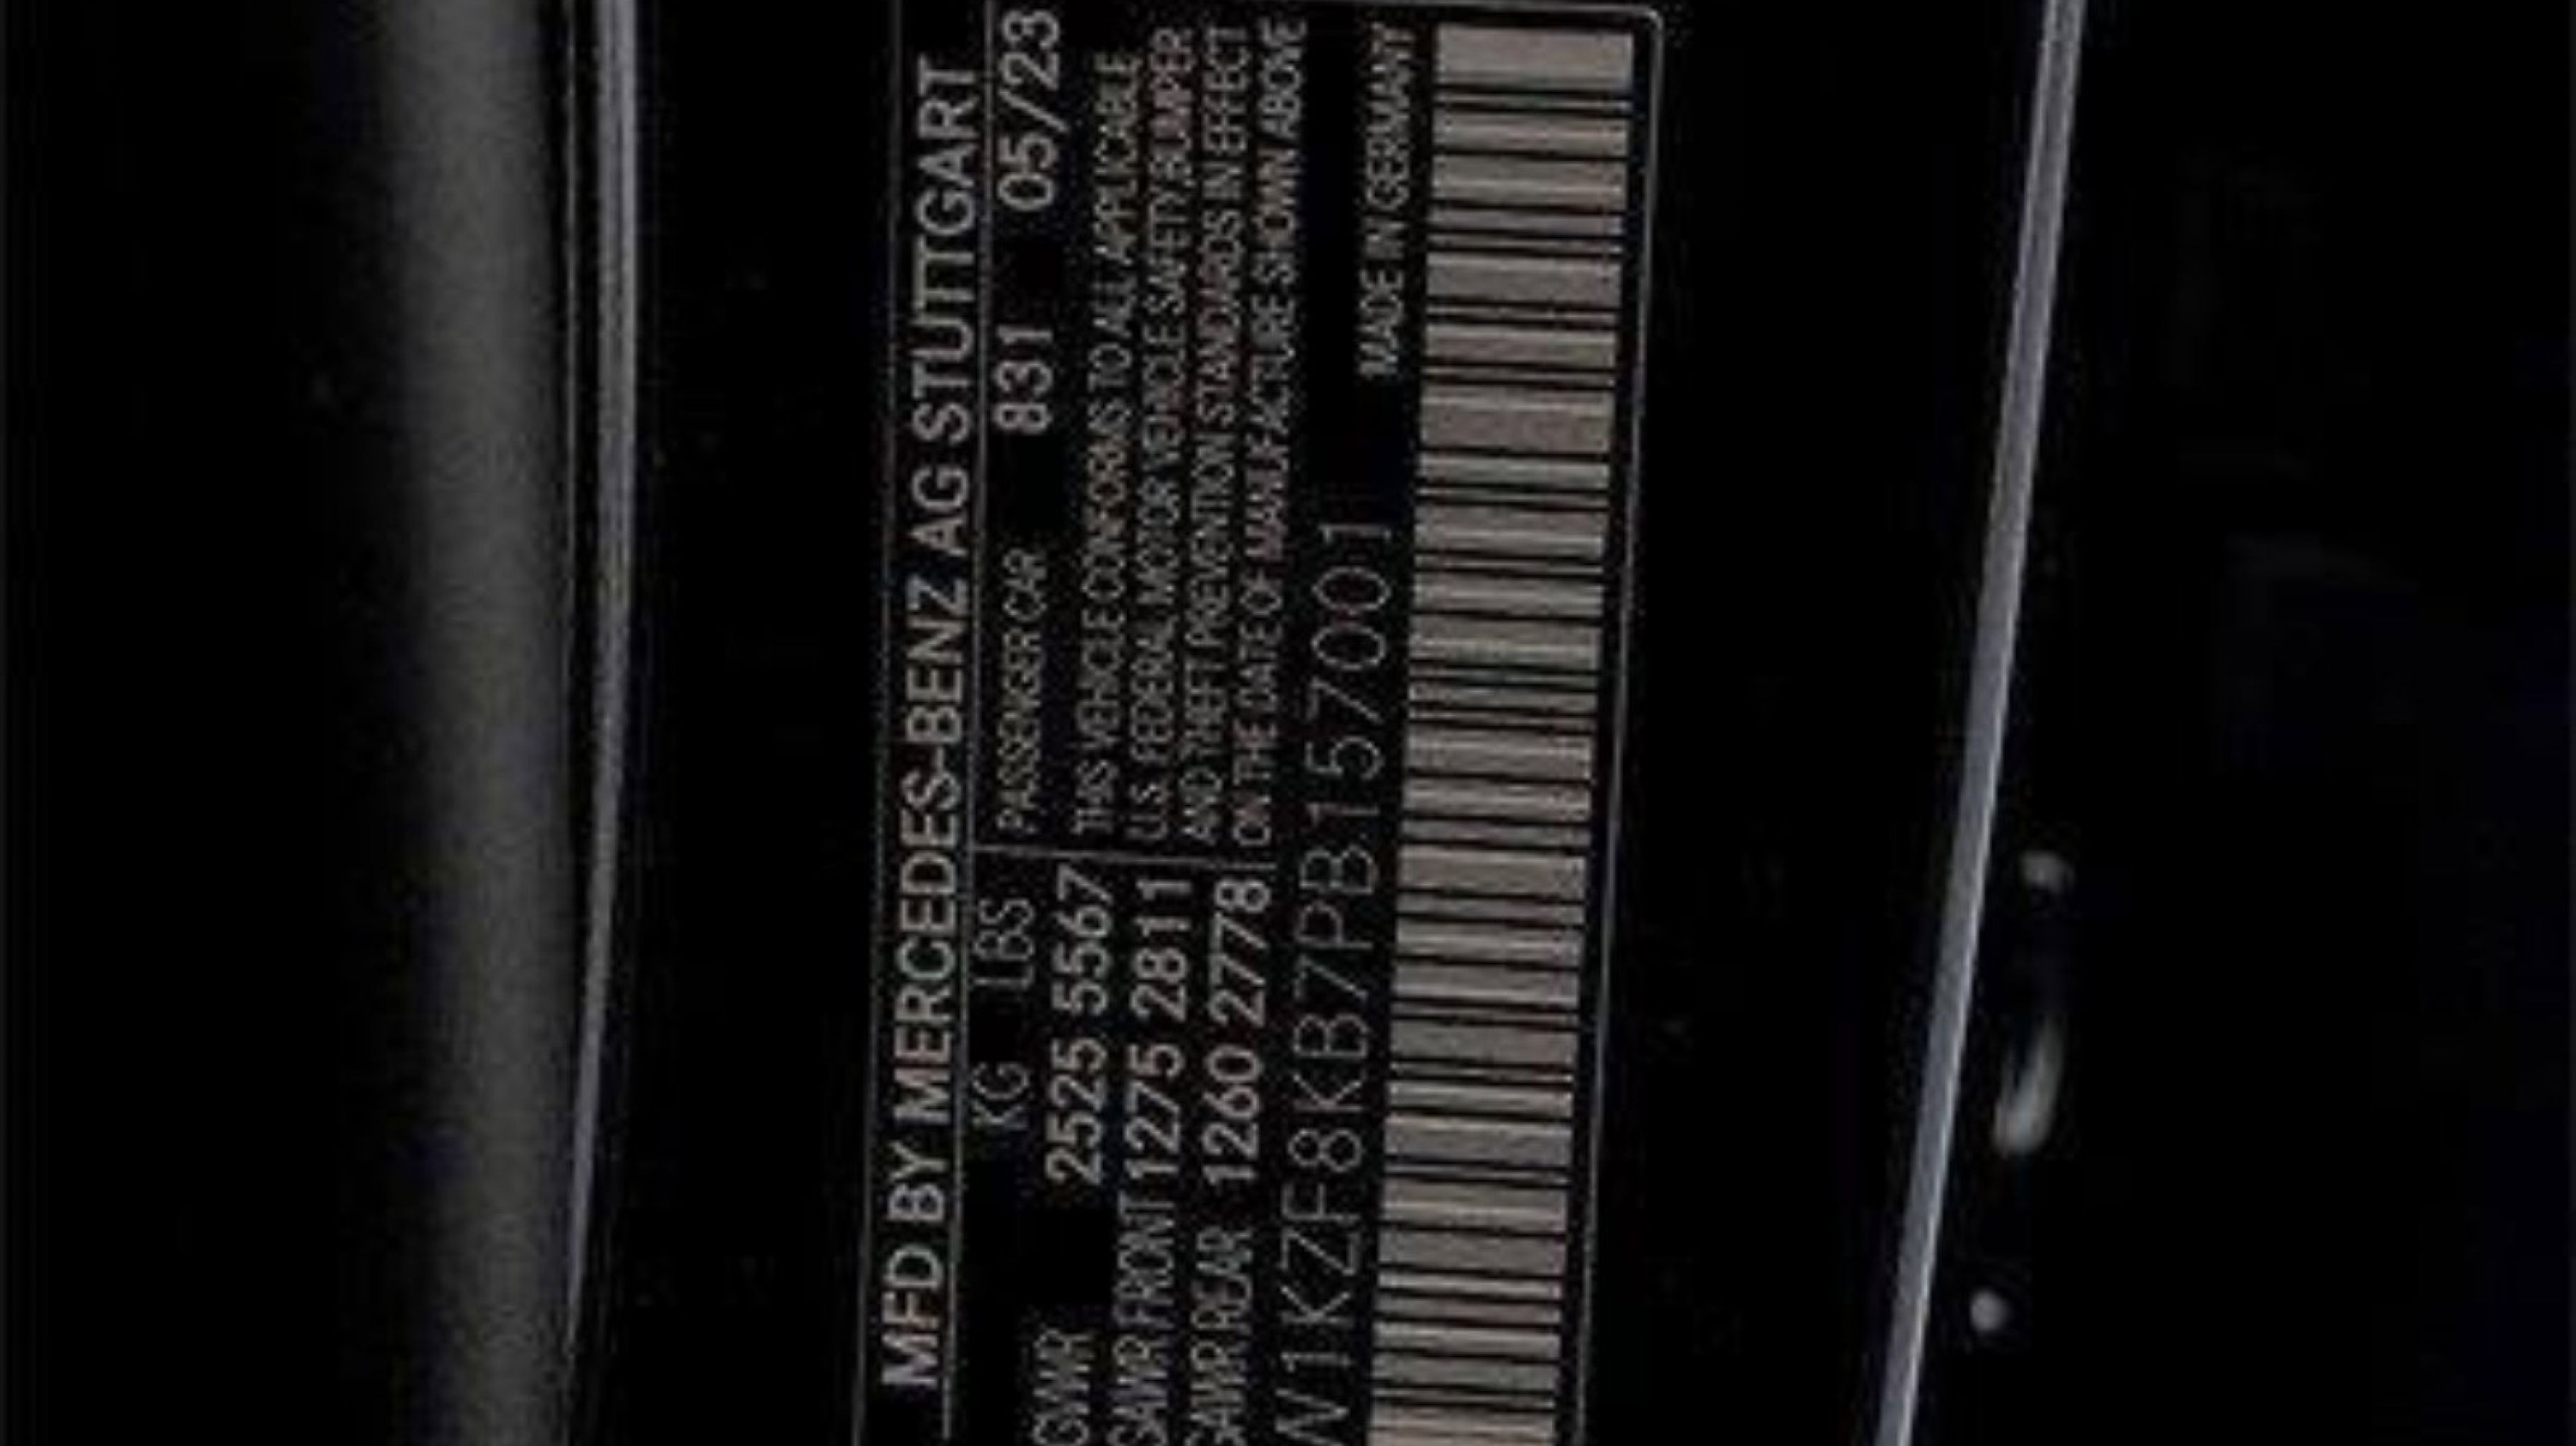 MFD BY MERCEDES-BENZ AG STUTTGART
KG LBS
GWR 2525 5567
GAWR FRONT 1275 2811
GAWR REAR 1260 2778
PASSENGER CAR 831 05/23
THIS VEHICLE CONFORMS TO ALL APPLICABLE
U.S. FEDERAL MOTOR VEHICLE SAFETY BUMPER
AND THEFT PREVENTION STANDARDS IN EFFECT
ON THE DATE OF MANUFACTURE SHOWN ABOVE
W1KZF8KB7PB157001
MADE IN GERMANY